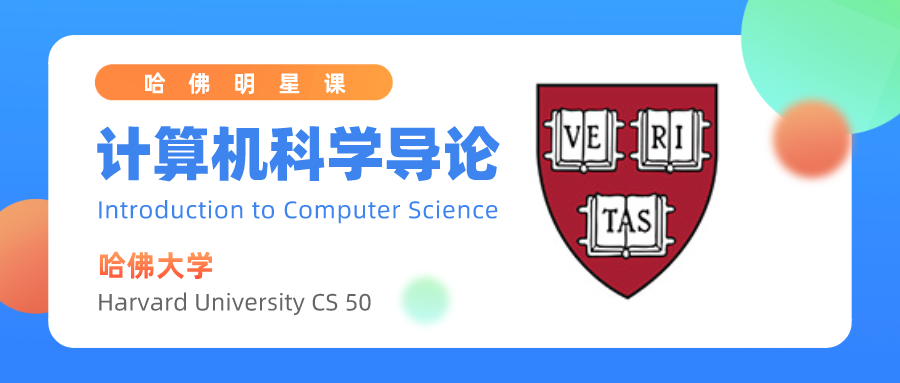 哈佛明星课
计算机科学导论
Introduction to Computer Science
哈佛大学
Harvard University CS 50
VE RI
TAS